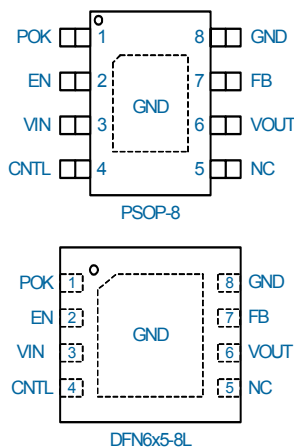 POK 1 8 GND
EN 2 7 FB
GND
VIN 3 6 VOUT
CNTL 4 5 NC
PSOP-8
POK 1 8 GND
EN 2 7 FB
GND
VIN 3 6 VOUT
CNTL 4 5 NC
DFN6x5-8L